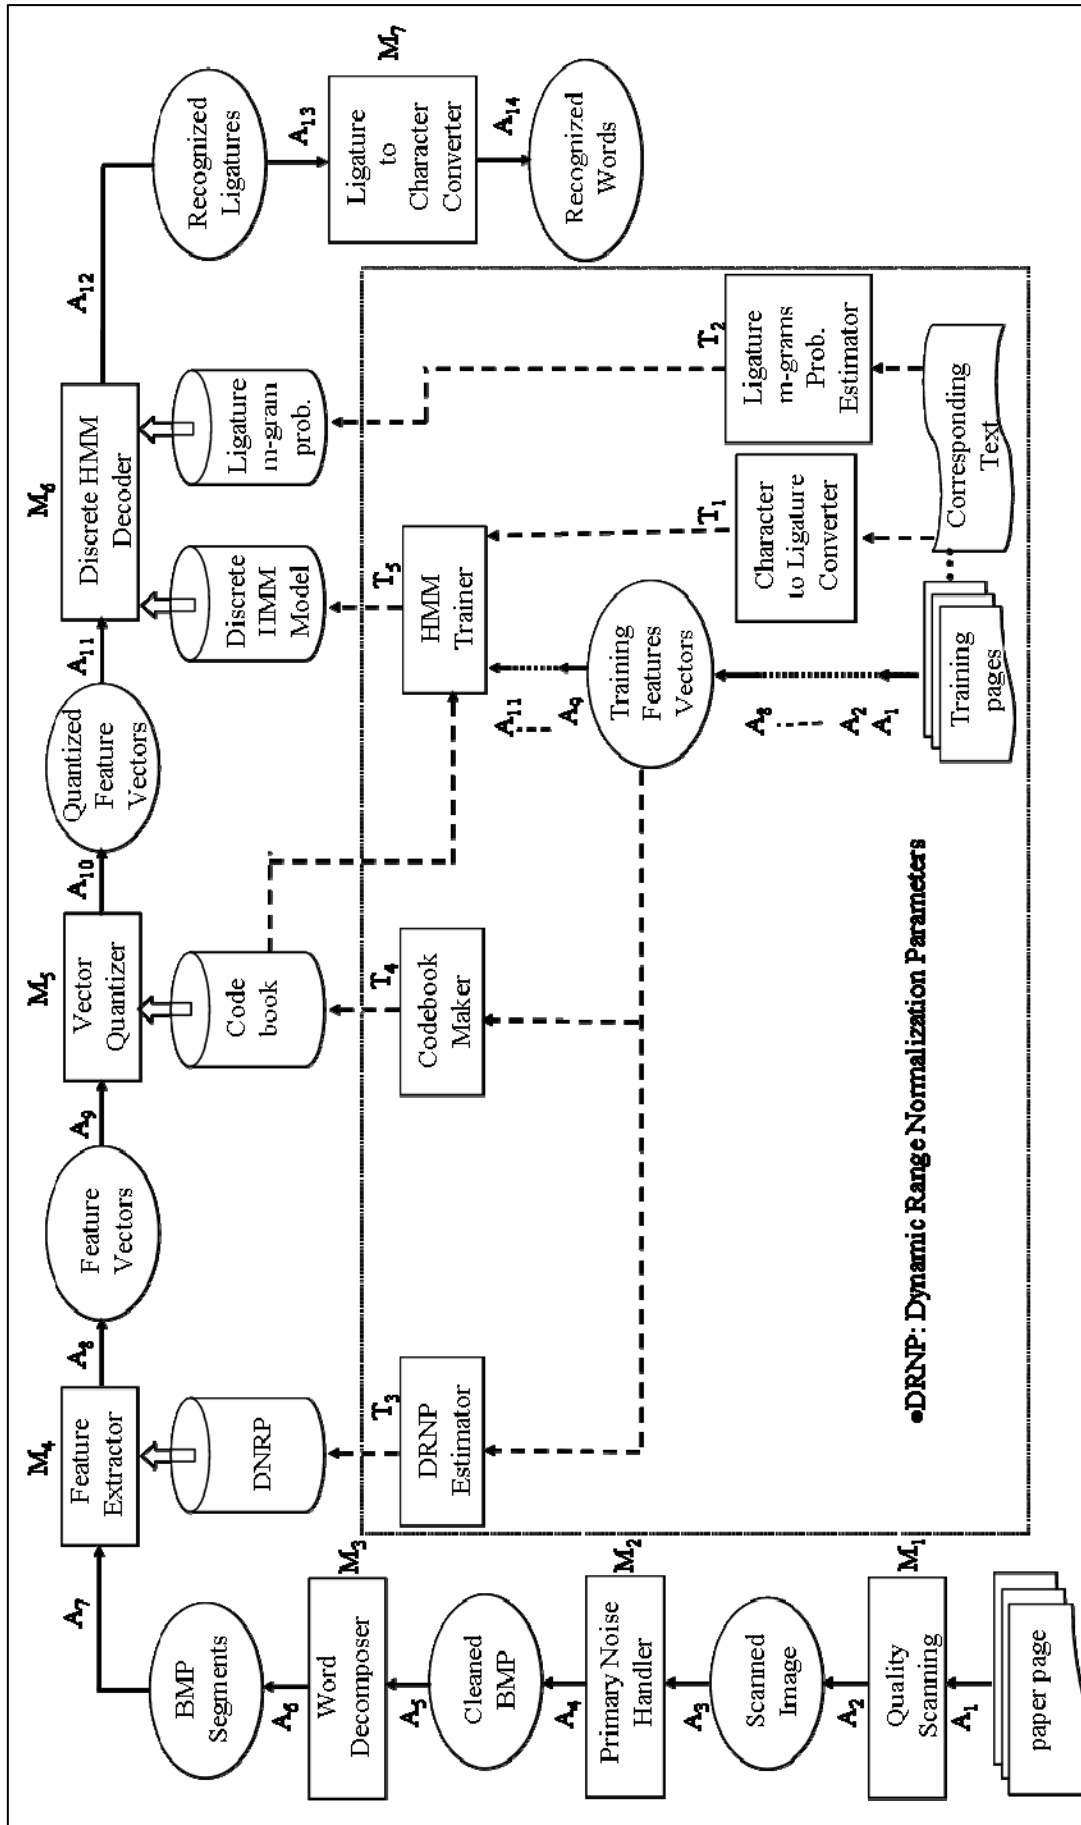 M7
Recognized
Ligatures
A13
Ligature
to
Character
Converter
A14
Recognized
Words
A12
M6
Discrete HMM
Decoder
Ligature
m-gram
prob.
T2
Ligature
m-grams
Prob.
Estimator
Corresponding
Text
Discrete
HMM
Model
T5
HMM
Trainer
T1
Character
to Ligature
Converter
A11
Quantized
Feature
Vectors
A11
A9
Training
Features
Vectors
A8
A2
A1
Training
pages
A10
M5
Vector
Quantizer
Code
book
T4
Codebook
Maker
A9
Feature
Vectors
A8
M4
Feature
Extractor
DNRP
T3
DRNP
Estimator
•DRNP: Dynamic Range Normalization Parameters
A7
BMP
Segments
A6
M3
Word
Decomposer
A5
Cleaned
BMP
A4
M2
Primary Noise
Handler
A3
Scanned
Image
A2
M1
Quality
Scanning
A1
paper page